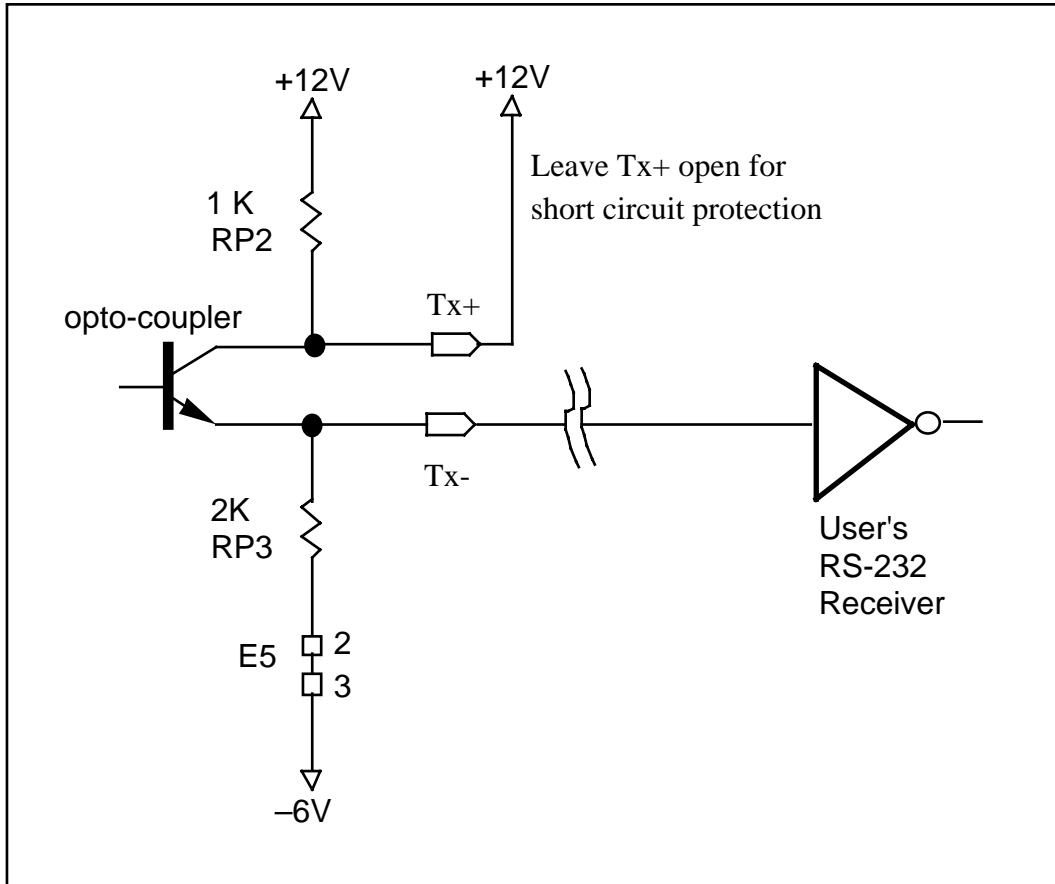 +12V
+12V
Leave Tx+ open for
short circuit protection
1 K
RP2
opto-coupler
Tx+
Tx-
2K
RP3
User's
RS-232
Receiver
E5
2
3
–6V